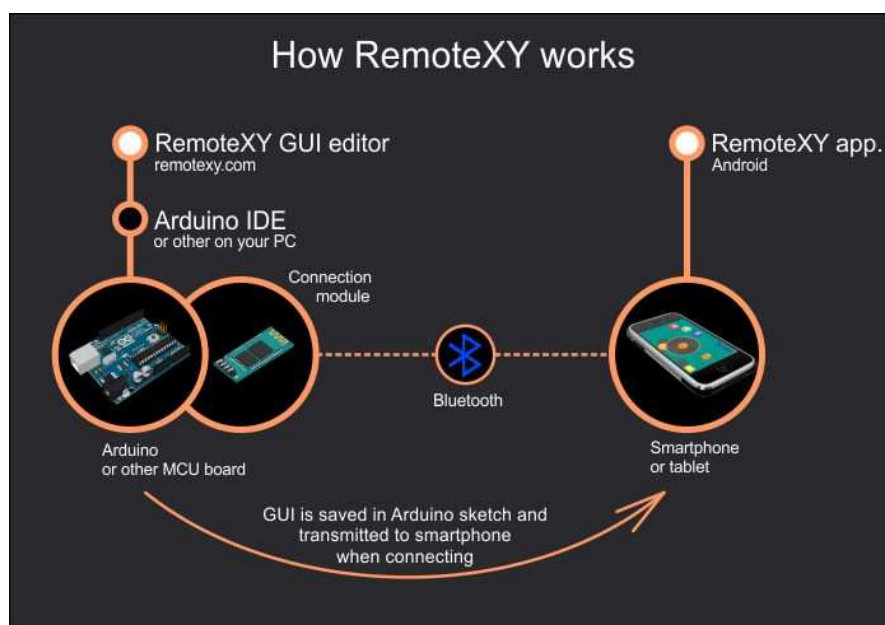 How RemoteXY works
RemoteXY GUI editor
remotexy.com
Arduino IDE
or other on your PC
Connection
module
Arduino
or other MCU board
Bluetooth
RemoteXY app.
Android
Smartphone
or tablet
GUI is saved in Arduino sketch and
transmitted to smartphone
when connecting